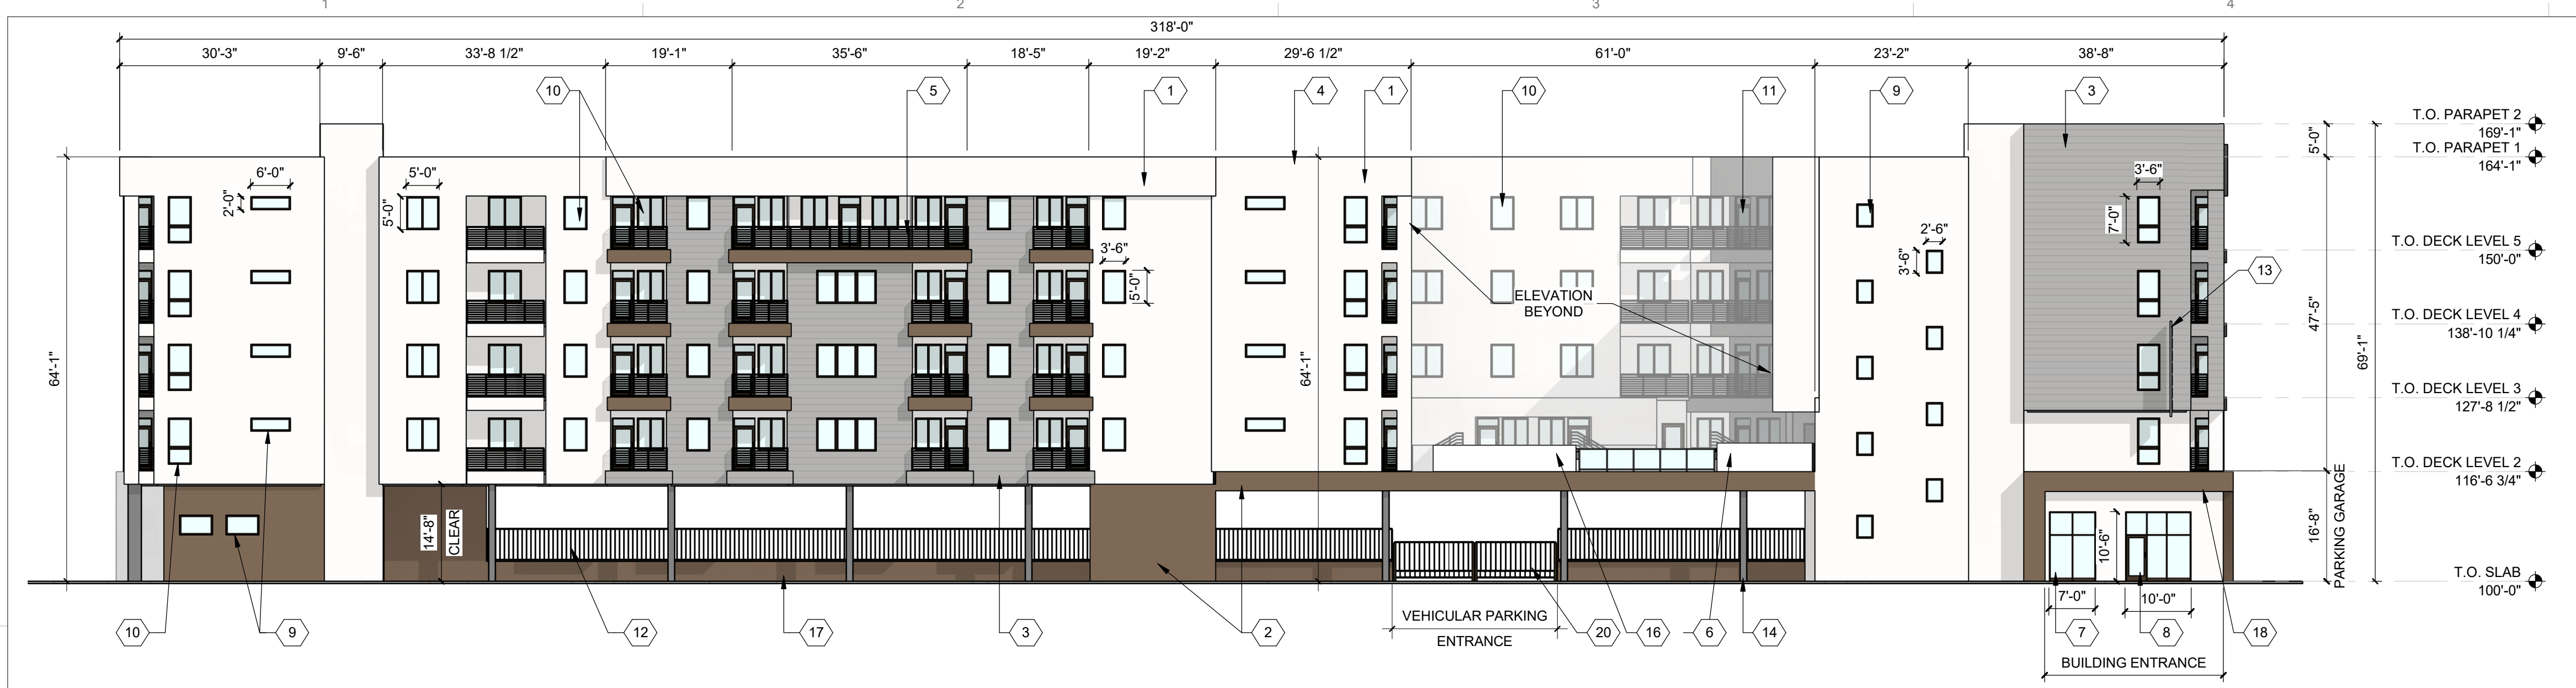 1 2 3 4
318'-0"
30'-3" 9'-6" 33'-8 1/2" 19'-1" 35'-6" 18'-5" 19'-2" 29'-6 1/2" 61'-0" 23'-2" 38'-8"
10 5 1 4 1 10 11 9 3
T.O. PARAPET 2
169'-1"
5'-0"
T.O. PARAPET 1
164'-1"
6'-0" 5'-0" 3'-6"
2'-0" 5'-0" 7'-0"
2'-6"
3'-6" 3'-6"
T.O. DECK LEVEL 5
150'-0"
5'-0"
13
ELEVATION
BEYOND
T.O. DECK LEVEL 4
138'-10 1/4"
47'-5"
69'-1"
64'-1" 64'-1"
T.O. DECK LEVEL 3
127'-8 1/2"
T.O. DECK LEVEL 2
116'-6 3/4"
14'-8"
CLEAR
10'-6"
16'-8"
PARKING GARAGE
T.O. SLAB
100'-0"
7'-0" 10'-0"
VEHICULAR PARKING
ENTRANCE
10 9 12 17 3 2 20 16 6 14 7 8 18
BUILDING ENTRANCE